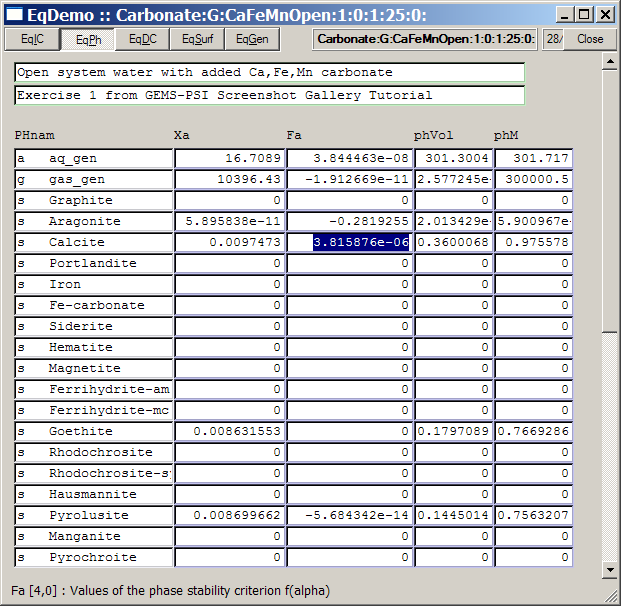 EqDemo :: Carbonate:G:CaFeMnOpen:1:0:1:25:0:
EqIC EqPh EqDC EqSurf EqGen Carbonate:G:CaFeMnOpen:1:0:1:25:0: 28/ Close
Open system water with added Ca,Fe,Mn carbonate
Exercise 1 from GEMS-PSI Screenshot Gallery Tutorial
PHnam Xa Fa phVol phM
a aq_gen 16.7089 3.844463e-08 301.3004 301.717
g gas_gen 10396.43 -1.912669e-11 2.577245e 300000.5
s Graphite 0 0 0 0
s Aragonite 5.895838e-11 -0.2819255 2.013429e 5.900967e
s Calcite 0.0097473 3.815876e-06 0.3600068 0.975578
s Portlandite 0 0 0 0
s Iron 0 0 0 0
s Fe-carbonate 0 0 0 0
s Siderite 0 0 0 0
s Hematite 0 0 0 0
s Magnetite 0 0 0 0
s Ferrihydrite-am 0 0 0 0
s Ferrihydrite-mc 0 0 0 0
s Goethite 0.008631553 0 0.1797089 0.7669286
s Rhodochrosite 0 0 0 0
s Rhodochrosite-sy 0 0 0 0
s Hausmannite 0 0 0 0
s Pyrolusite 0.008699662 -5.684342e-14 0.1445014 0.7563207
s Manganite 0 0 0 0
s Pyrochroite 0 0 0 0
Fa [4,0] : Values of the phase stability criterion f(alpha)